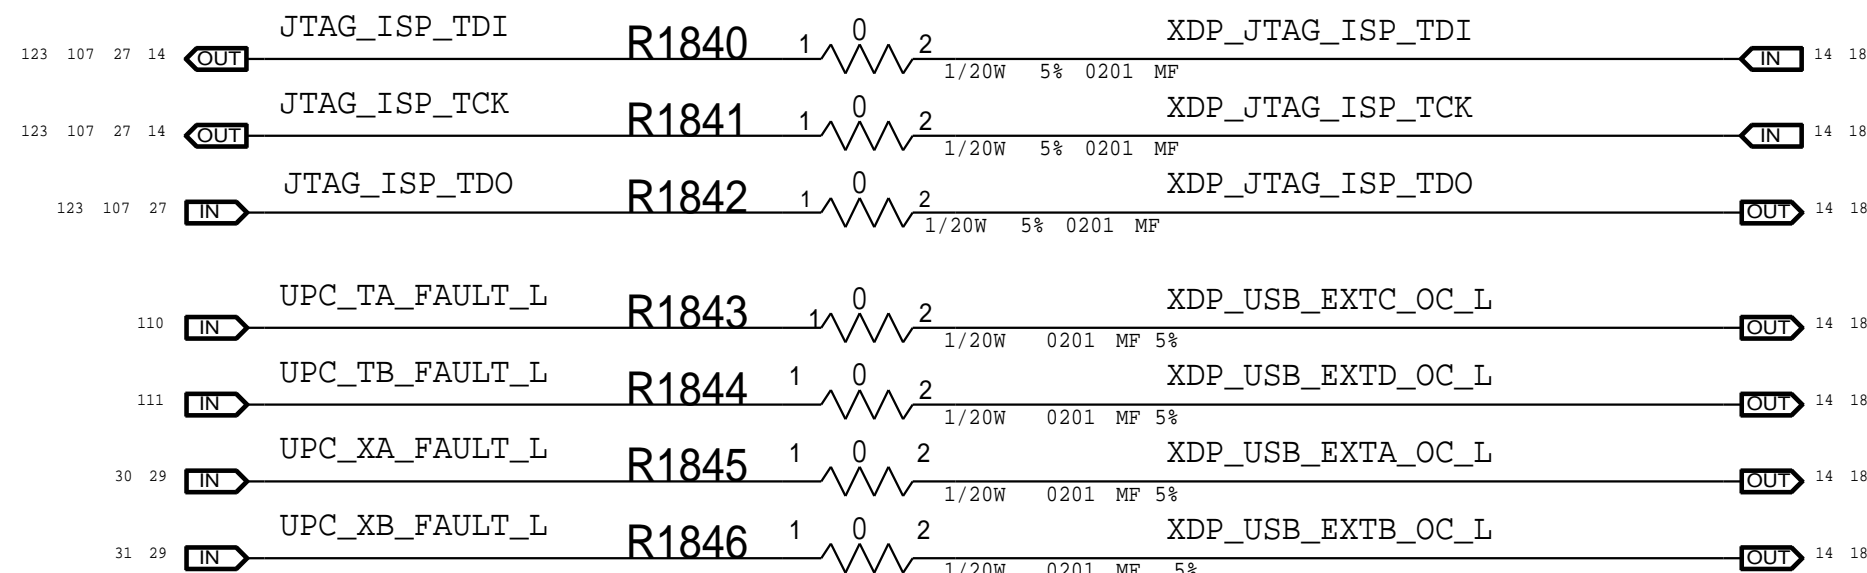 JTAG_ISP_TDI R1840 1 0 2 XDP_JTAG_ISP_TDI
123 107 27 14 OUT 1/20W 5% 0201 MF IN 14 18
JTAG_ISP_TCK R1841 1 0 2 XDP_JTAG_ISP_TCK
123 107 27 14 OUT 1/20W 5% 0201 MF IN 14 18
JTAG_ISP_TDO R1842 1 0 2 XDP_JTAG_ISP_TDO
123 107 27 IN 1/20W 5% 0201 MF OUT 14 18
UPC_TA_FAULT_L R1843 1 0 2 XDP_USB_EXTC_OC_L
110 IN 1/20W 0201 MF 5% OUT 14 18
UPC_TB_FAULT_L R1844 1 0 2 XDP_USB_EXTD_OC_L
111 IN 1/20W 0201 MF 5% OUT 14 18
UPC_XA_FAULT_L R1845 1 0 2 XDP_USB_EXTA_OC_L
30 29 IN 1/20W 0201 MF 5% OUT 14 18
UPC_XB_FAULT_L R1846 1 0 2 XDP_USB_EXTB_OC_L
31 29 IN 1/20W 0201 MF 5% OUT 14 18